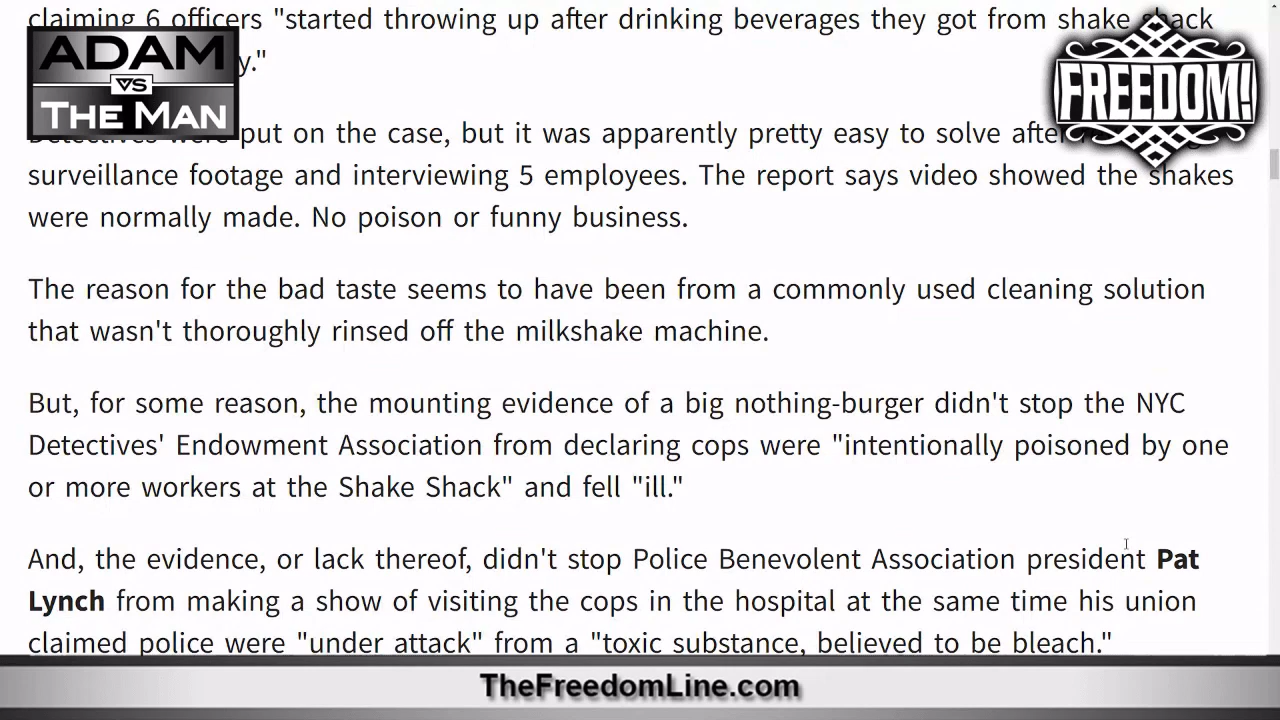 claiming 6 officers "started throwing up after drinking beverages they got from shake shack
y."
ADAM
VS
THE MAN
FREEDOM!
put on the case, but it was apparently pretty easy to solve after
surveillance footage and interviewing 5 employees. The report says video showed the shakes
were normally made. No poison or funny business.
The reason for the bad taste seems to have been from a commonly used cleaning solution
that wasn't thoroughly rinsed off the milkshake machine.
But, for some reason, the mounting evidence of a big nothing-burger didn't stop the NYC
Detectives' Endowment Association from declaring cops were "intentionally poisoned by one
or more workers at the Shake Shack" and fell "ill."
And, the evidence, or lack thereof, didn't stop Police Benevolent Association president Pat
Lynch from making a show of visiting the cops in the hospital at the same time his union
claimed police were "under attack" from a "toxic substance, believed to be bleach."
TheFreedomLine.com